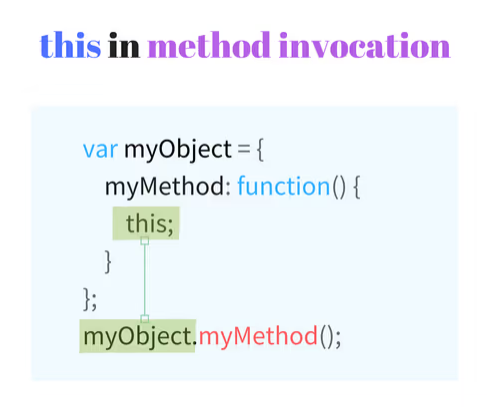 this in method invocation
var myObject = {
myMethod: function() {
this;
}
};
myObject.myMethod();